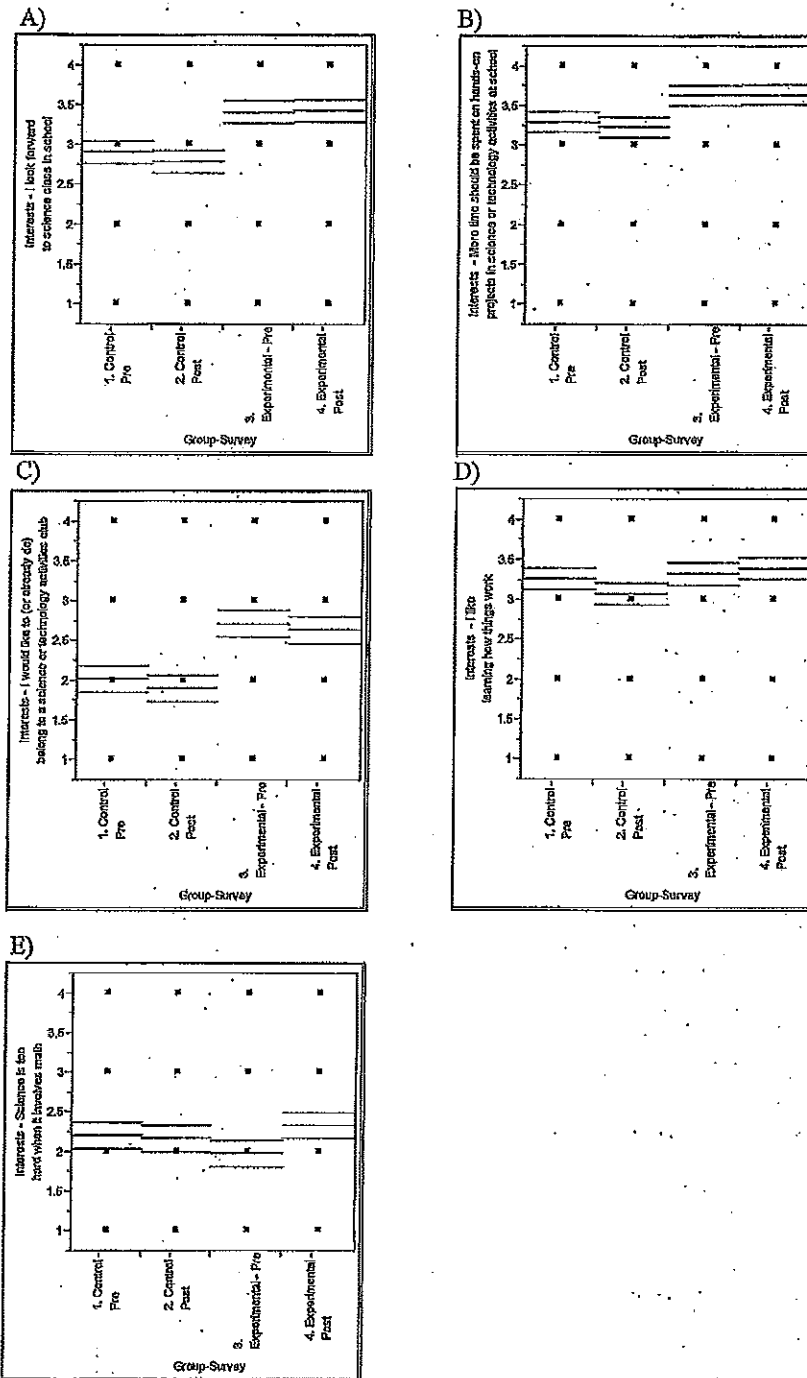 A)
Interests - I look forward
to science class in school
4
3.5
3
2.5
2
1.5
1
1. Control -
Pre
2. Control -
Post
3.
Experimental - Pre
4. Experimental -
Post
Group-Survey
B)
Interests - More time should be spent on hands-on
projects in science or technology activities at school
4
3.5
3
2.5
2
1.5
1
1. Control -
Pre
2. Control -
Post
3.
Experimental - Pre
4. Experimental -
Post
Group-Survey
C)
Interests - I would like to (or already do)
belong to a science or technology activities club
4
3.5
3
2.5
2
1.5
1
1. Control -
Pre
2. Control -
Post
3.
Experimental - Pre
4. Experimental -
Post
Group-Survey
D)
Interests - I like
learning how things work
4
3.5
3
2.5
2
1.5
1
1. Control -
Pre
2. Control -
Post
3.
Experimental - Pre
4. Experimental -
Post
Group-Survey
E)
Interests - Science is too
hard when it involves math
4
3.5
3
2.5
2
1.5
1
1. Control -
Pre
2. Control -
Post
3.
Experimental - Pre
4. Experimental -
Post
Group-Survey